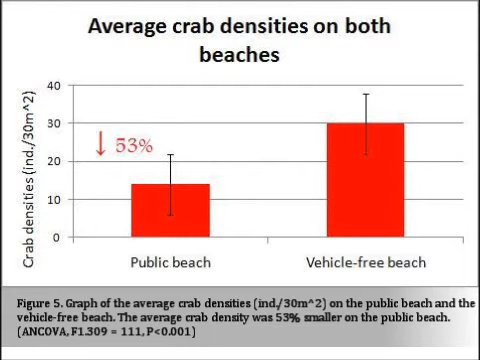 Average crab densities on both
beaches
Crab densities (ind./30m^2)
40
30
20
10
0
↓ 53%
Public beach
Vehicle-free beach
Figure 5. Graph of the average crab densities (ind./30m^2) on the public beach and the
vehicle-free beach. The average crab density was 53% smaller on the public beach.
(ANCOVA, F1.309 = 111, P<0.001)